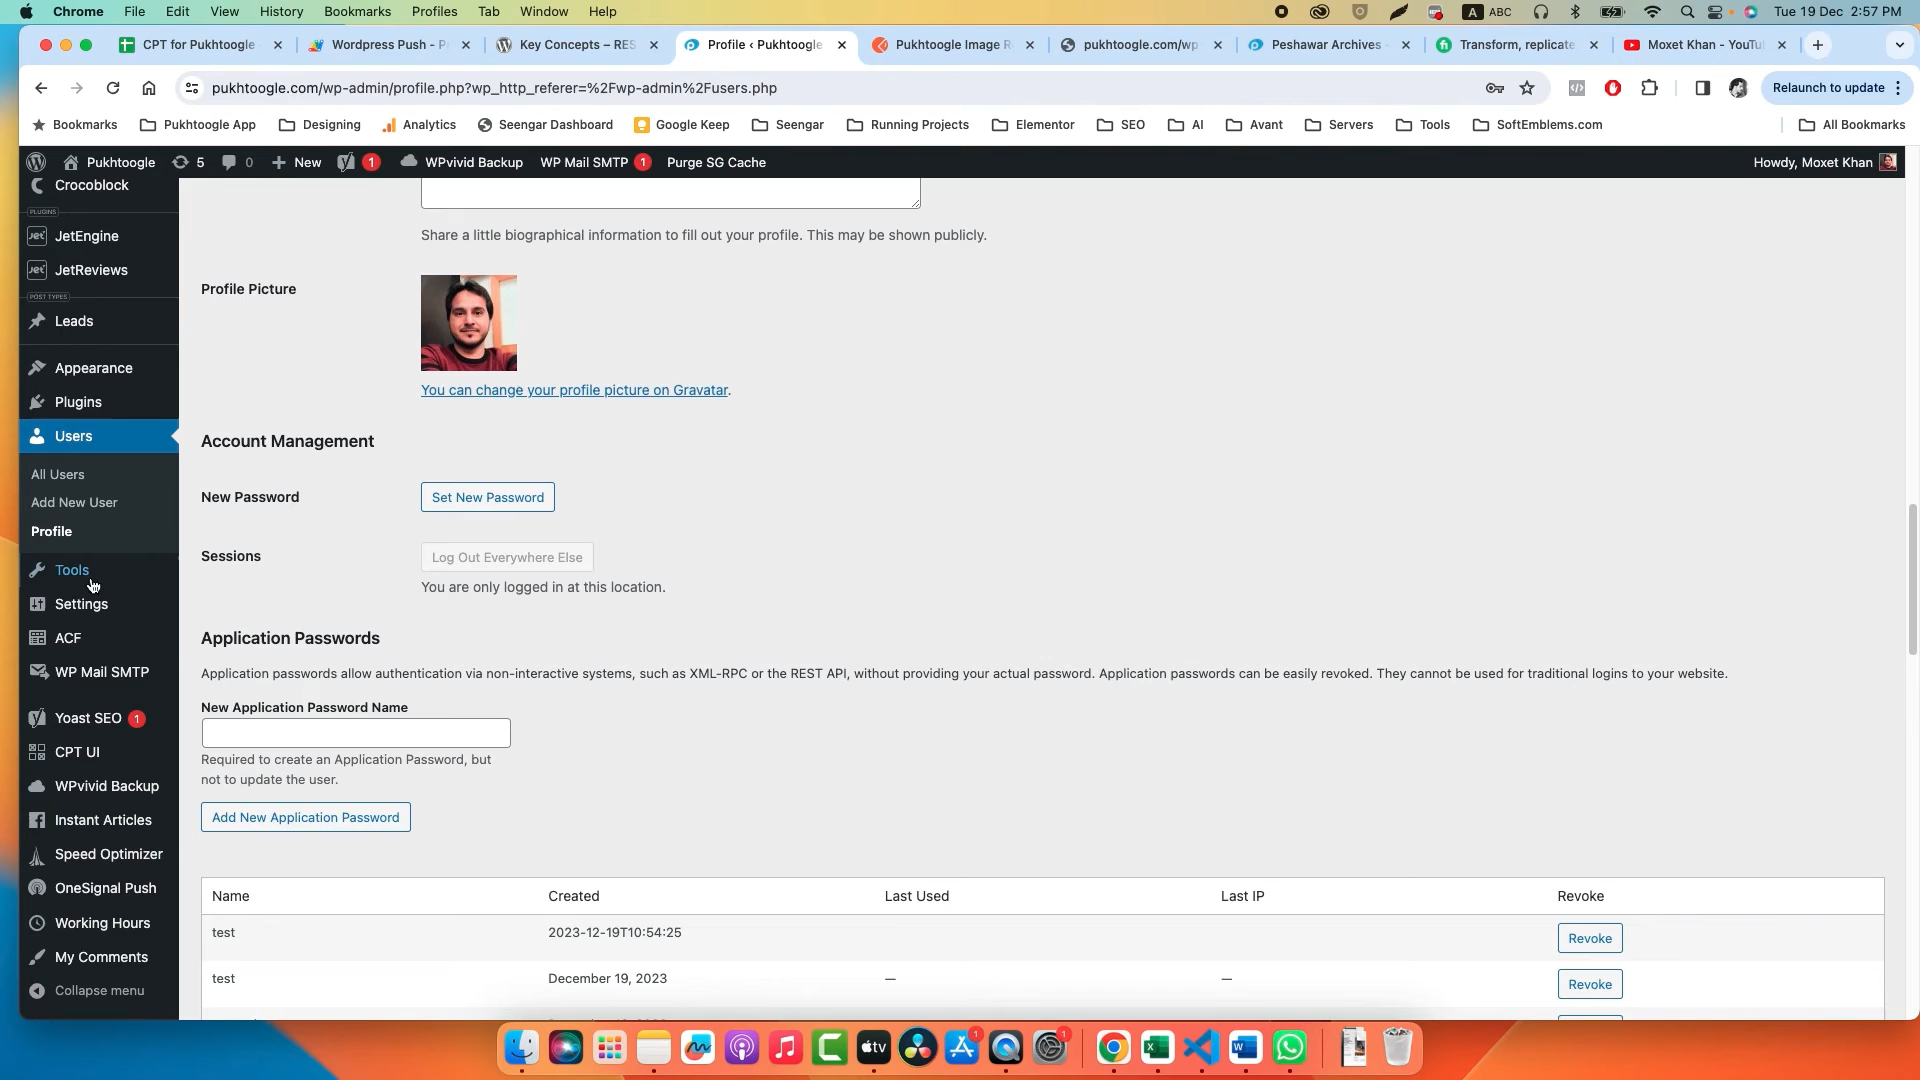 Chrome File Edit View History Bookmarks Profiles Tab Window Help A ABC Tue 19 Dec 2:57 PM
CPT for Pukhtoogle Wordpress Push - P Key Concepts – RES Profile ‹ Pukhtoogle Pukhtoogle Image R pukhtoogle.com/wp Peshawar Archives Transform, replicate Moxet Khan - YouTu
pukhtoogle.com/wp-admin/profile.php?wp_http_referer=%2Fwp-admin%2Fusers.php Relaunch to update
Bookmarks Pukhtoogle App Designing Analytics Seengar Dashboard Google Keep Seengar Running Projects Elementor SEO AI Avant Servers Tools SoftEmblems.com All Bookmarks
Pukhtoogle 5 0 New 1 WPvivid Backup WP Mail SMTP 1 Purge SG Cache Howdy, Moxet Khan
Crocoblock
PLUGINS
JetEngine
JetReviews
POST TYPES
Leads
Appearance
Plugins
Users
All Users
Add New User
Profile
Tools
Settings
ACF
WP Mail SMTP
Yoast SEO 1
CPT UI
WPvivid Backup
Instant Articles
Speed Optimizer
OneSignal Push
Working Hours
My Comments
Collapse menu
Share a little biographical information to fill out your profile. This may be shown publicly.
Profile Picture
You can change your profile picture on Gravatar.
Account Management
New Password Set New Password
Sessions Log Out Everywhere Else
You are only logged in at this location.
Application Passwords
Application passwords allow authentication via non-interactive systems, such as XML-RPC or the REST API, without providing your actual password. Application passwords can be easily revoked. They cannot be used for traditional logins to your website.
New Application Password Name
Required to create an Application Password, but
not to update the user.
Add New Application Password
Name Created Last Used Last IP Revoke
test 2023-12-19T10:54:25 Revoke
test December 19, 2023 — — Revoke